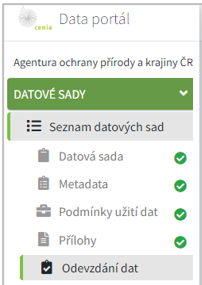 cenia
Data portál
Agentura ochrany přírody a krajiny ČR
DATOVÉ SADY
Seznam datových sad
Datová sada
Metadata
Podmínky užití dat
Přílohy
Odevzdání dat